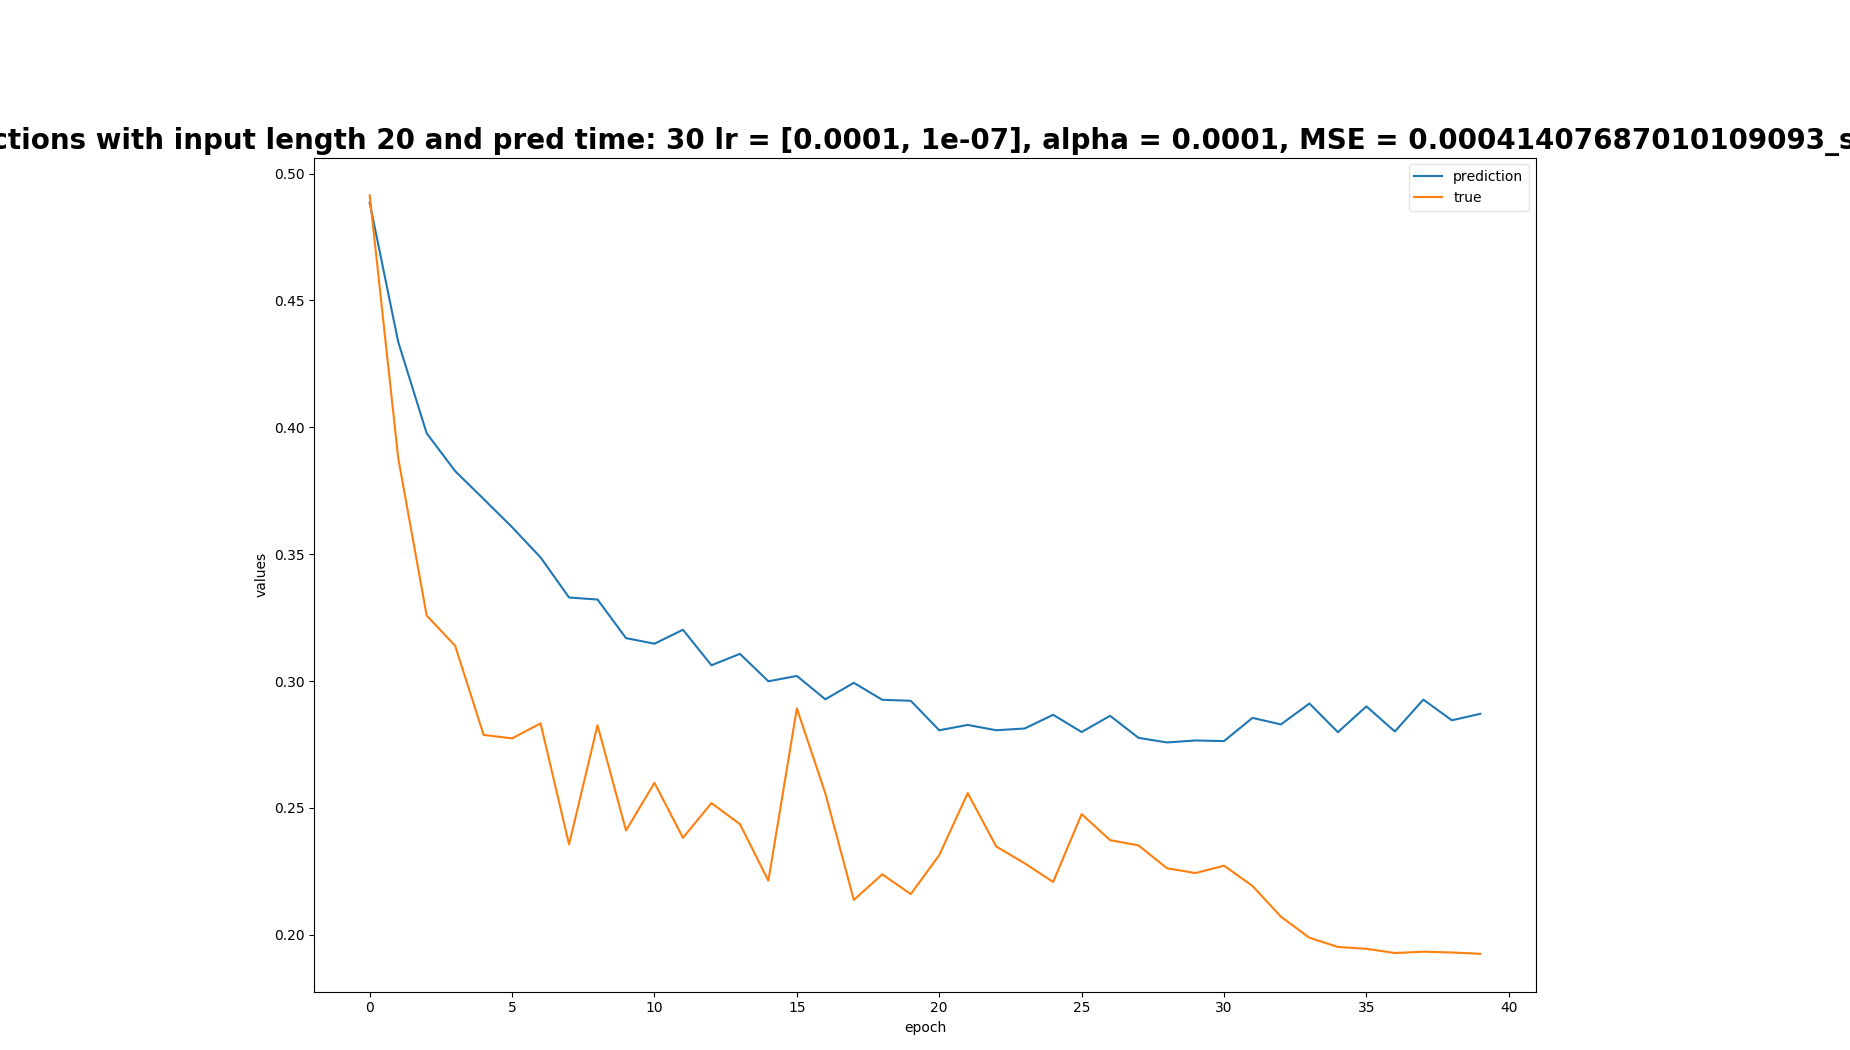 ctions with input length 20 and pred time: 30 lr = [0.0001, 1e-07], alpha = 0.0001, MSE = 0.00041407687010109093_s
prediction
true
0.50
0.45
0.40
0.35
0.30
0.25
0.20
values
0 5 10 15 20 25 30 35 40
epoch